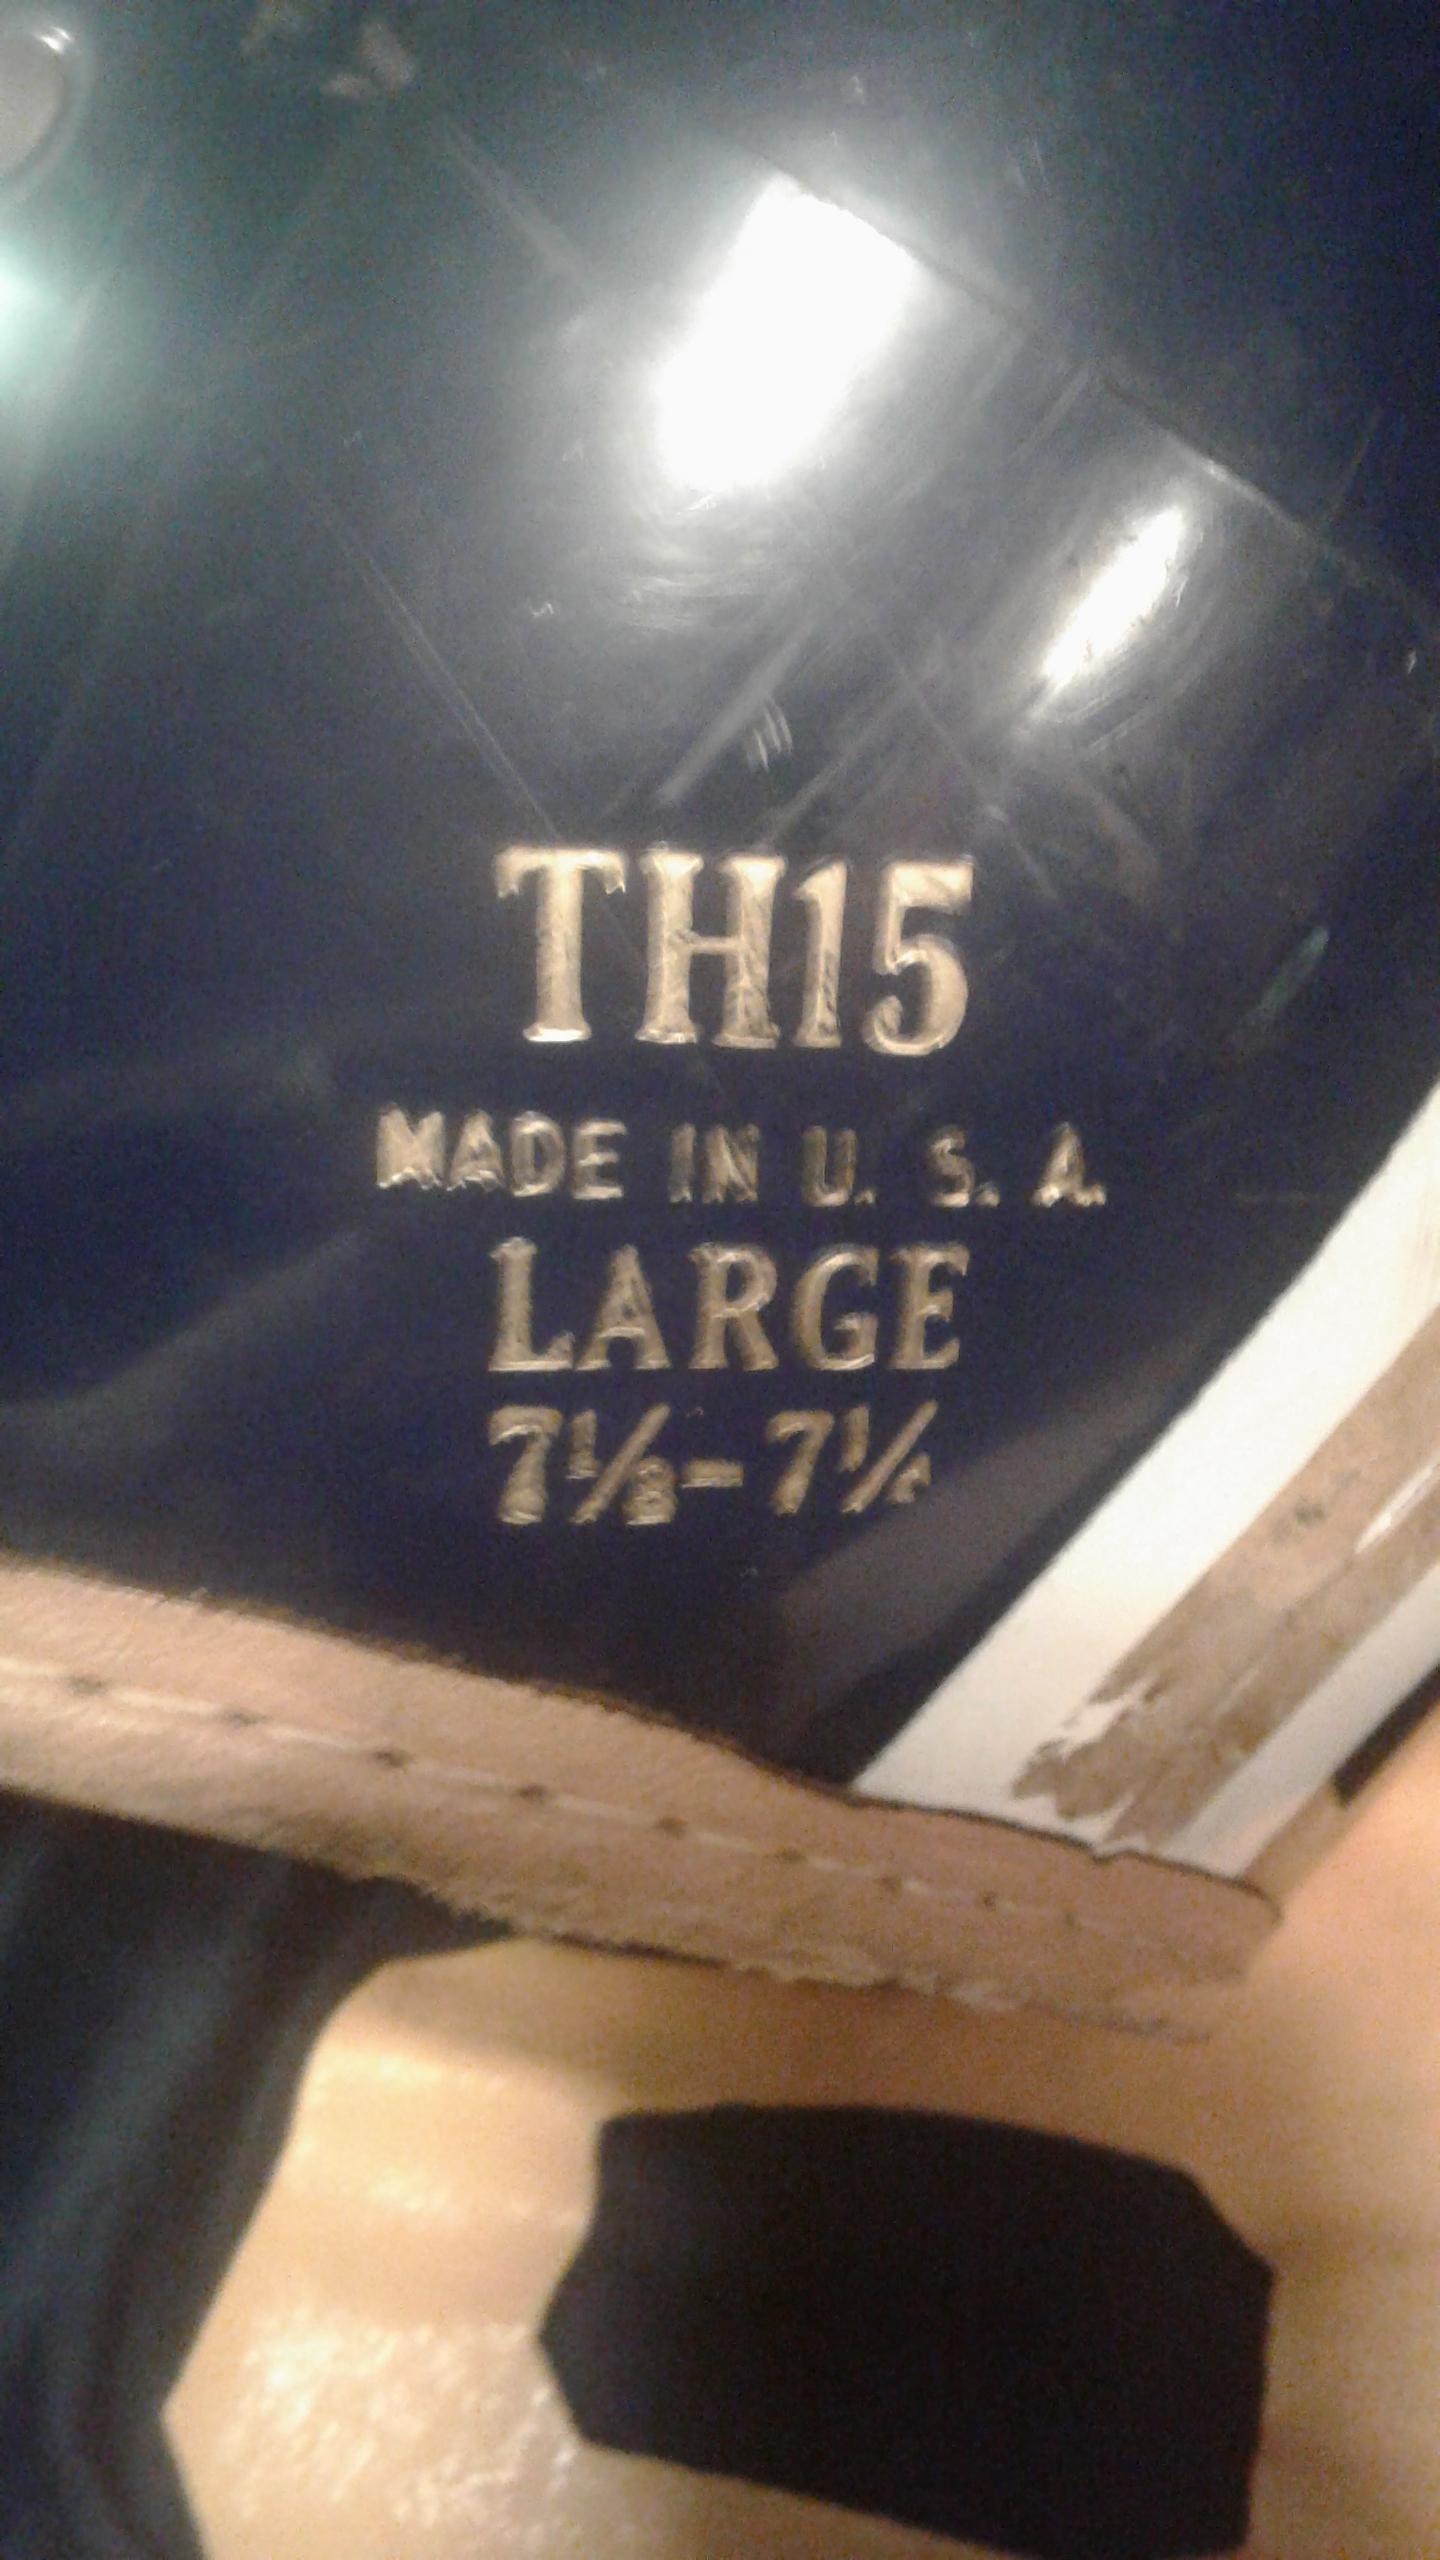 TH15
MADE IN U. S. A.
LARGE
7⅛-7¼